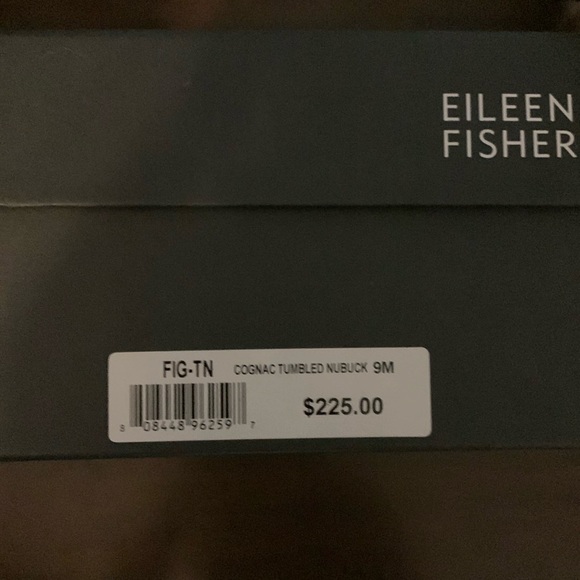 EILEEN
FISHER
FIG-TN COGNAC TUMBLED NUBUCK 9M
$225.00
8 08448 96259 7